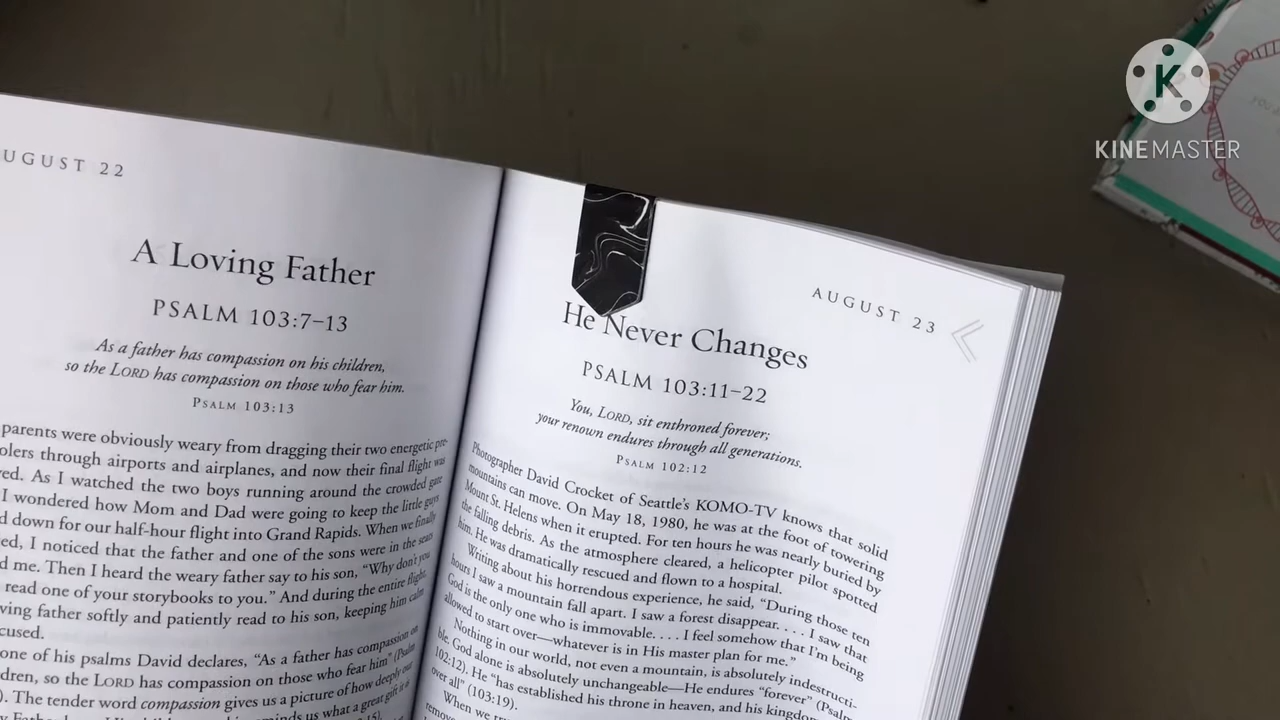 UGUST 22
A Loving Father
PSALM 103:7–13
As a father has compassion on his children,
so the LORD has compassion on those who fear him.
PSALM 103:13
parents were obviously weary from dragging their two energetic pre-
olers through airports and airplanes, and now their final flight was
ed. As I watched the two boys running around the crowded gate
I wondered how Mom and Dad were going to keep the little guys
d down for our half-hour flight into Grand Rapids. When we finally
ed, I noticed that the father and one of the sons were in the seats
d me. Then I heard the weary father say to his son, “Why don’t you
read one of your storybooks to you.” And during the entire flight,
ving father softly and patiently read to his son, keeping him calm
cused.
one of his psalms David declares, “As a father has compassion on
dren, so the LORD has compassion on those who fear him” (Psalm
). The tender word compassion gives us a picture of how deeply our
us what a great gift it is
AUGUST 23
He Never Changes
PSALM 103:11–22
You, LORD, sit enthroned forever;
your renown endures through all generations.
PSALM 102:12
Photographer David Crocket of Seattle’s KOMO-TV knows that solid
mountains can move. On May 18, 1980, he was at the foot of towering
Mount St. Helens when it erupted. For ten hours he was nearly buried by
the falling debris. As the atmosphere cleared, a helicopter pilot spotted
him. He was dramatically rescued and flown to a hospital.
Writing about his horrendous experience, he said, “During those ten
hours I saw a mountain fall apart. I saw a forest disappear. . . . I saw that
God is the only one who is immovable. . . . I feel somehow that I’m being
allowed to start over—whatever is in His master plan for me.”
Nothing in our world, not even a mountain, is absolutely indestructi-
ble. God alone is absolutely unchangeable—He endures “forever” (Psalm
102:12). He “has established his throne in heaven, and his kingdom
over all” (103:19).
When we
K
KINEMASTER